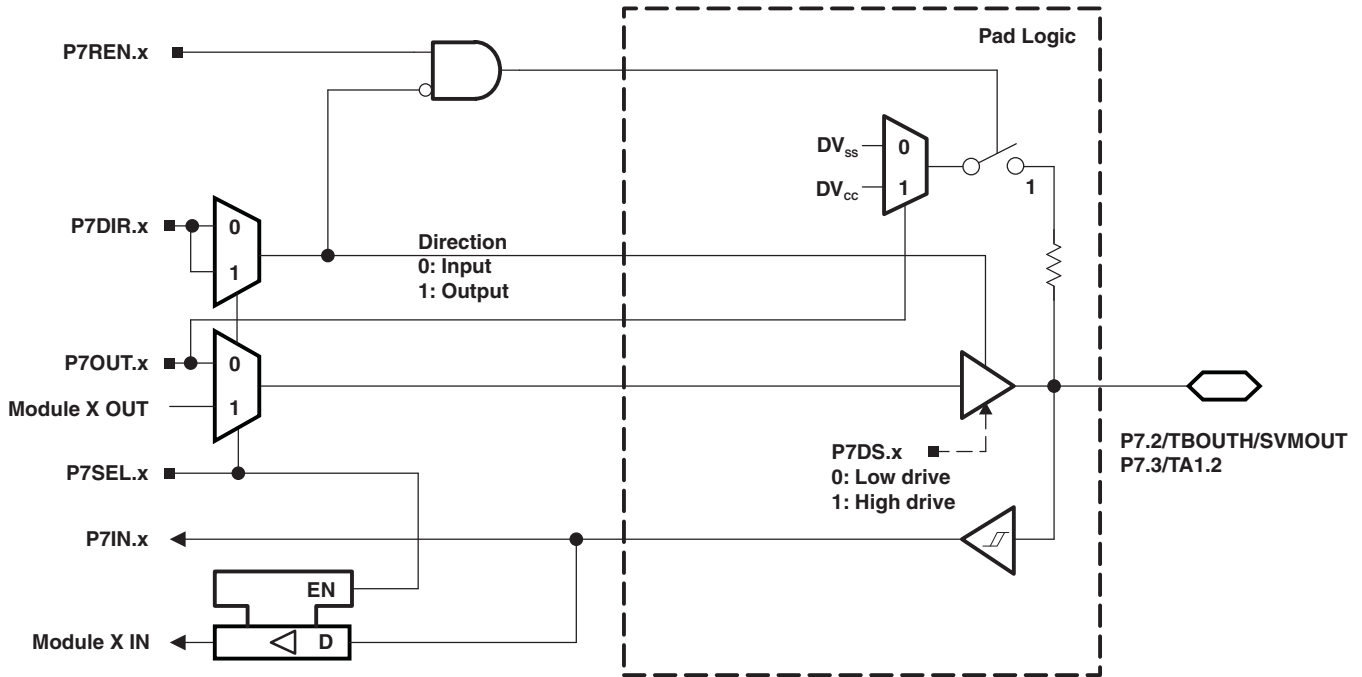 Pad Logic
P7REN.x
DVSS
0
DVCC
1
1
P7DIR.x
0
1
Direction
0: Input
1: Output
P7OUT.x
0
Module X OUT
1
P7SEL.x
P7DS.x
0: Low drive
1: High drive
P7.2/TBOUTH/SVMOUT
P7.3/TA1.2
P7IN.x
EN
Module X IN
D